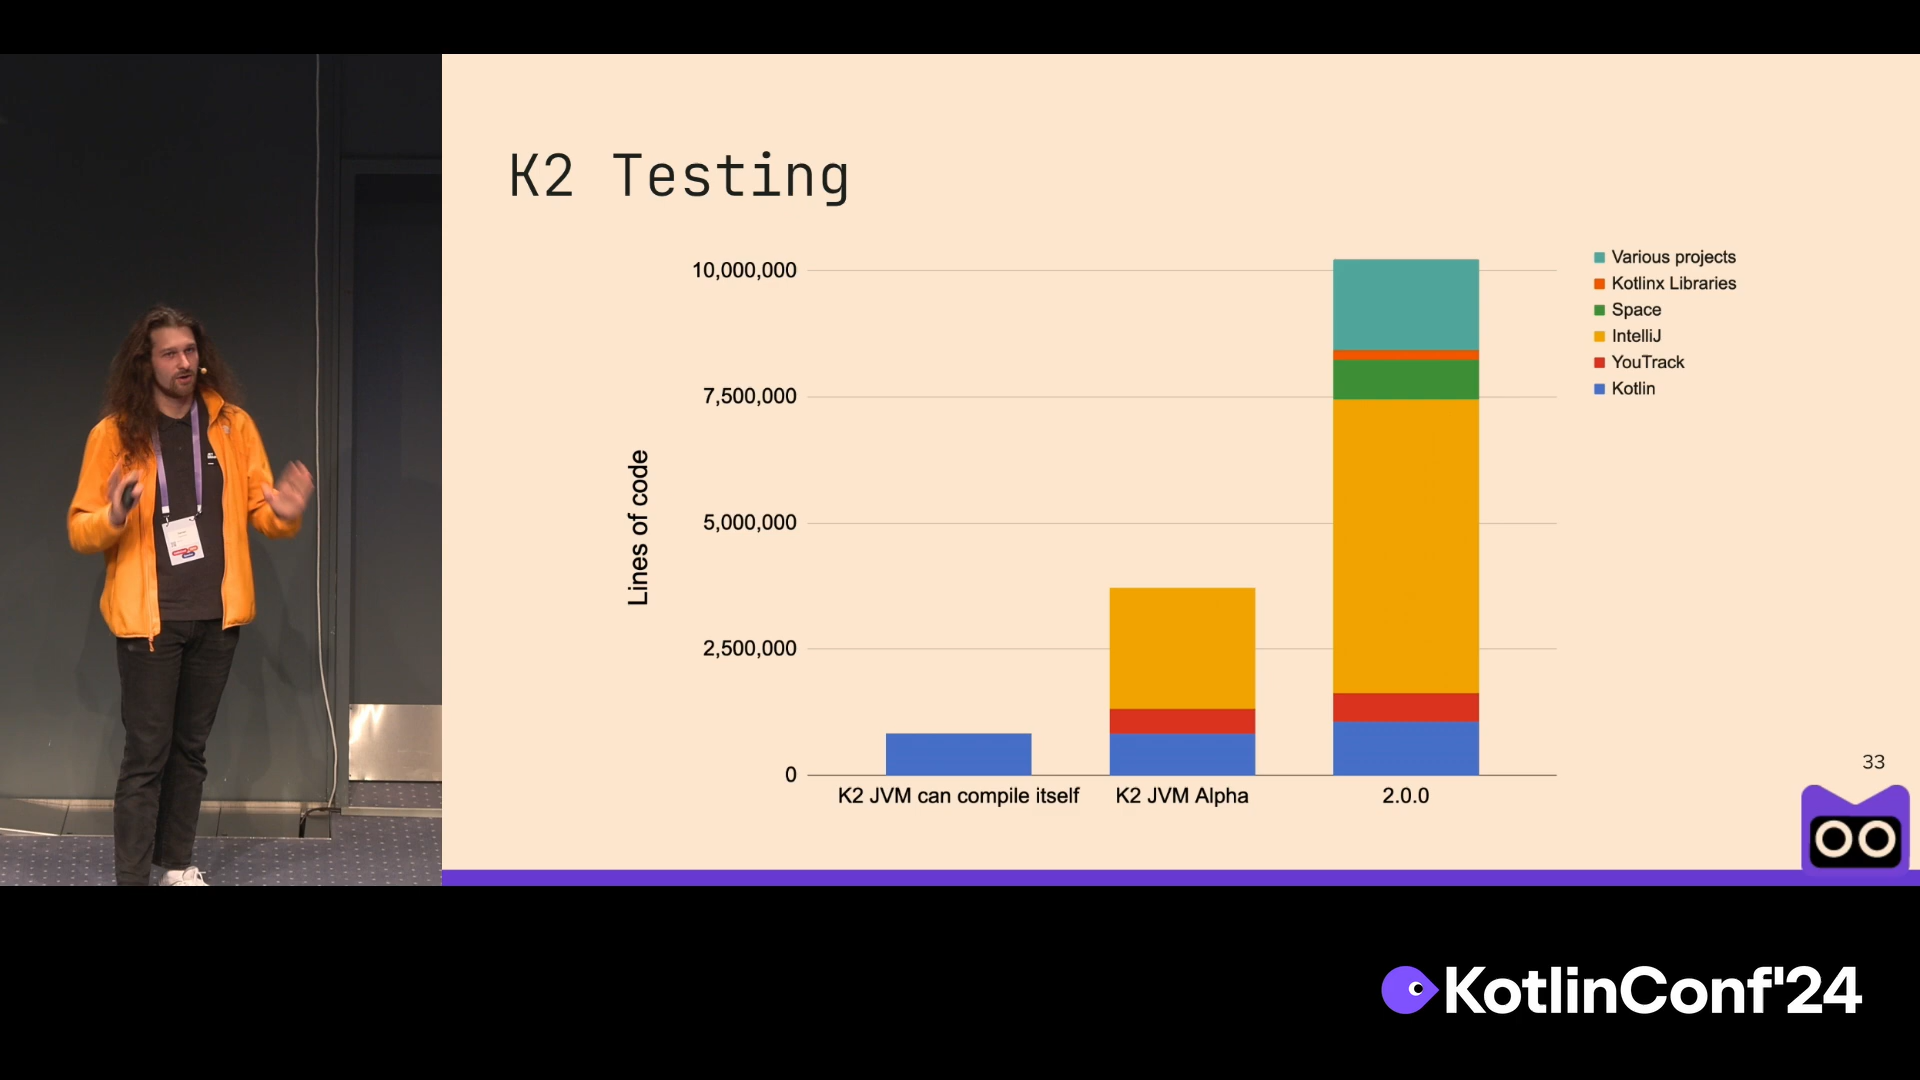 K2 Testing
10,000,000
7,500,000
5,000,000
2,500,000
0
Lines of code
K2 JVM can compile itself
K2 JVM Alpha
2.0.0
Various projects
Kotlinx Libraries
Space
IntelliJ
YouTrack
Kotlin
33
KotlinConf'24